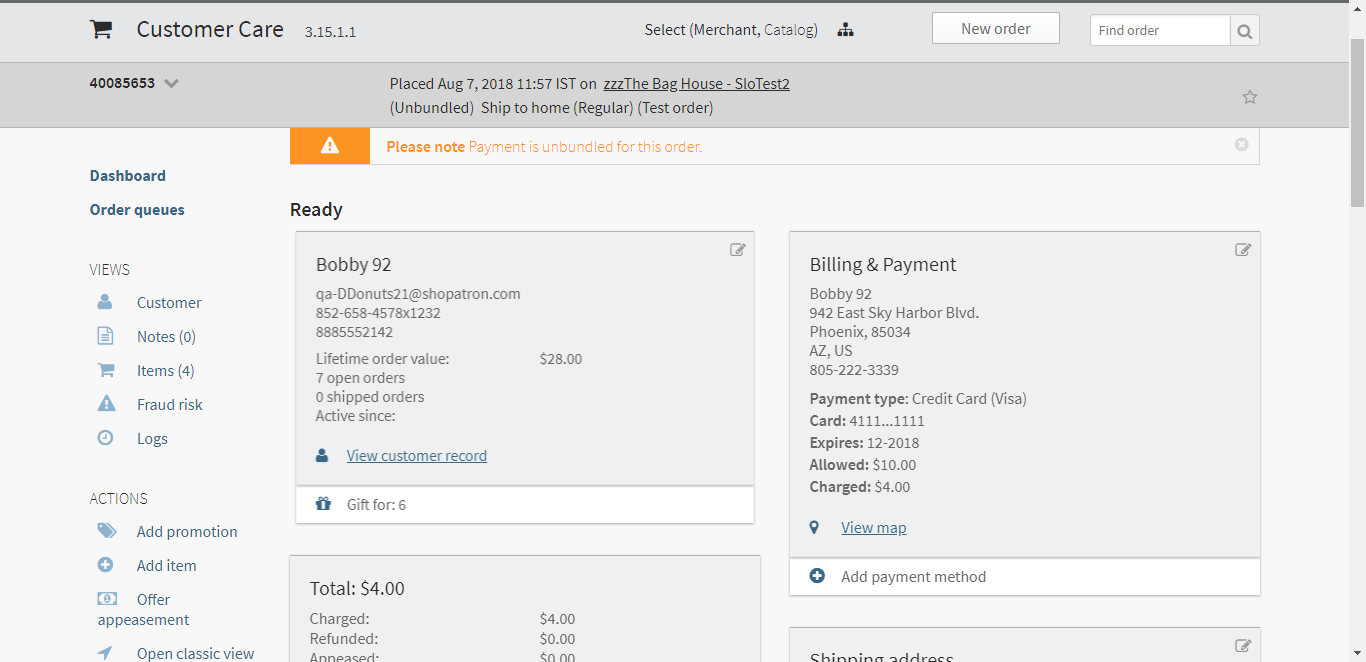 Customer Care 3.15.1.1
Select (Merchant, Catalog)
New order
Find order
40085653
Placed Aug 7, 2018 11:57 IST on zzzThe Bag House - SloTest2
(Unbundled) Ship to home (Regular) (Test order)
Please note Payment is unbundled for this order.
Dashboard
Order queues
VIEWS
Customer
Notes (0)
Items (4)
Fraud risk
Logs
ACTIONS
Add promotion
Add item
Offer
appeasement
Open classic view
Ready
Bobby 92
qa-DDonuts21@shopatron.com
852-658-4578x1232
8885552142
Lifetime order value: $28.00
7 open orders
0 shipped orders
Active since:
View customer record
Gift for: 6
Total: $4.00
Charged: $4.00
Refunded: $0.00
Appeased: $0.00
Billing & Payment
Bobby 92
942 East Sky Harbor Blvd.
Phoenix, 85034
AZ, US
805-222-3339
Payment type: Credit Card (Visa)
Card: 4111...1111
Expires: 12-2018
Allowed: $10.00
Charged: $4.00
View map
Add payment method
Shipping address